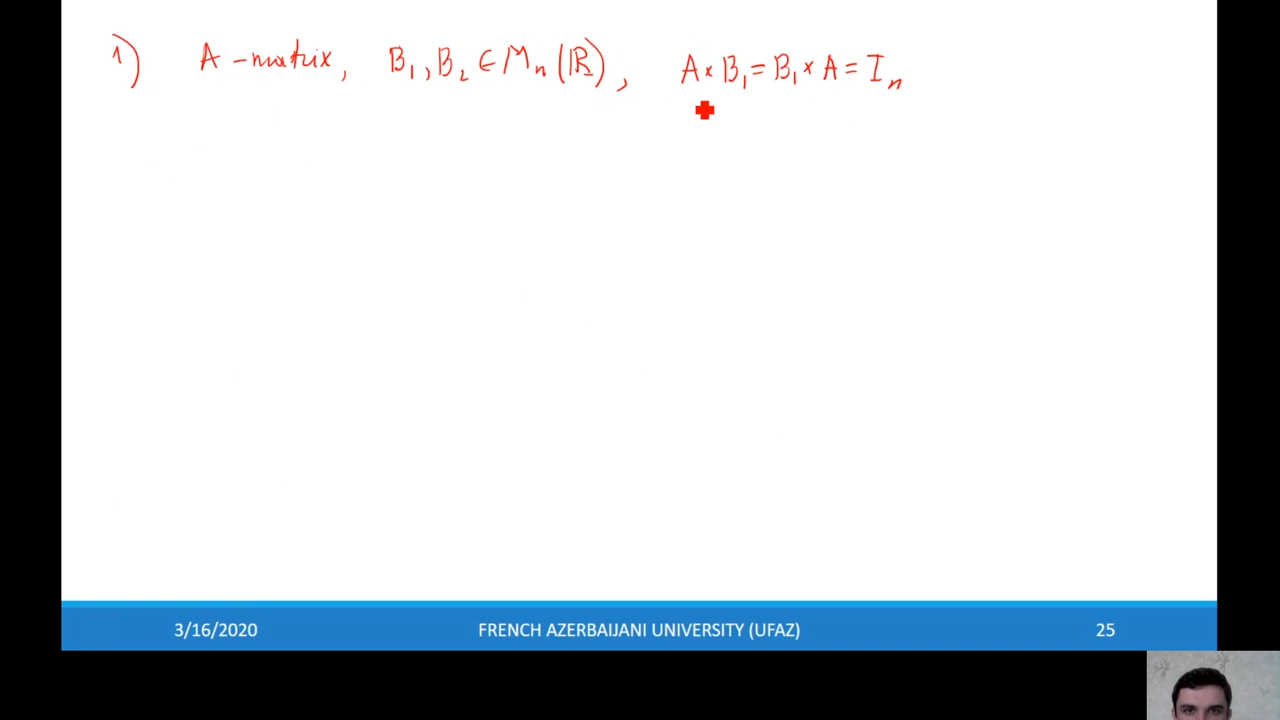 1) A - matrix, B₁, B₂ ∈ Mₙ(ℝ), A × B₁ = B₁ × A = Iₙ
3/16/2020 FRENCH AZERBAIJANI UNIVERSITY (UFAZ) 25